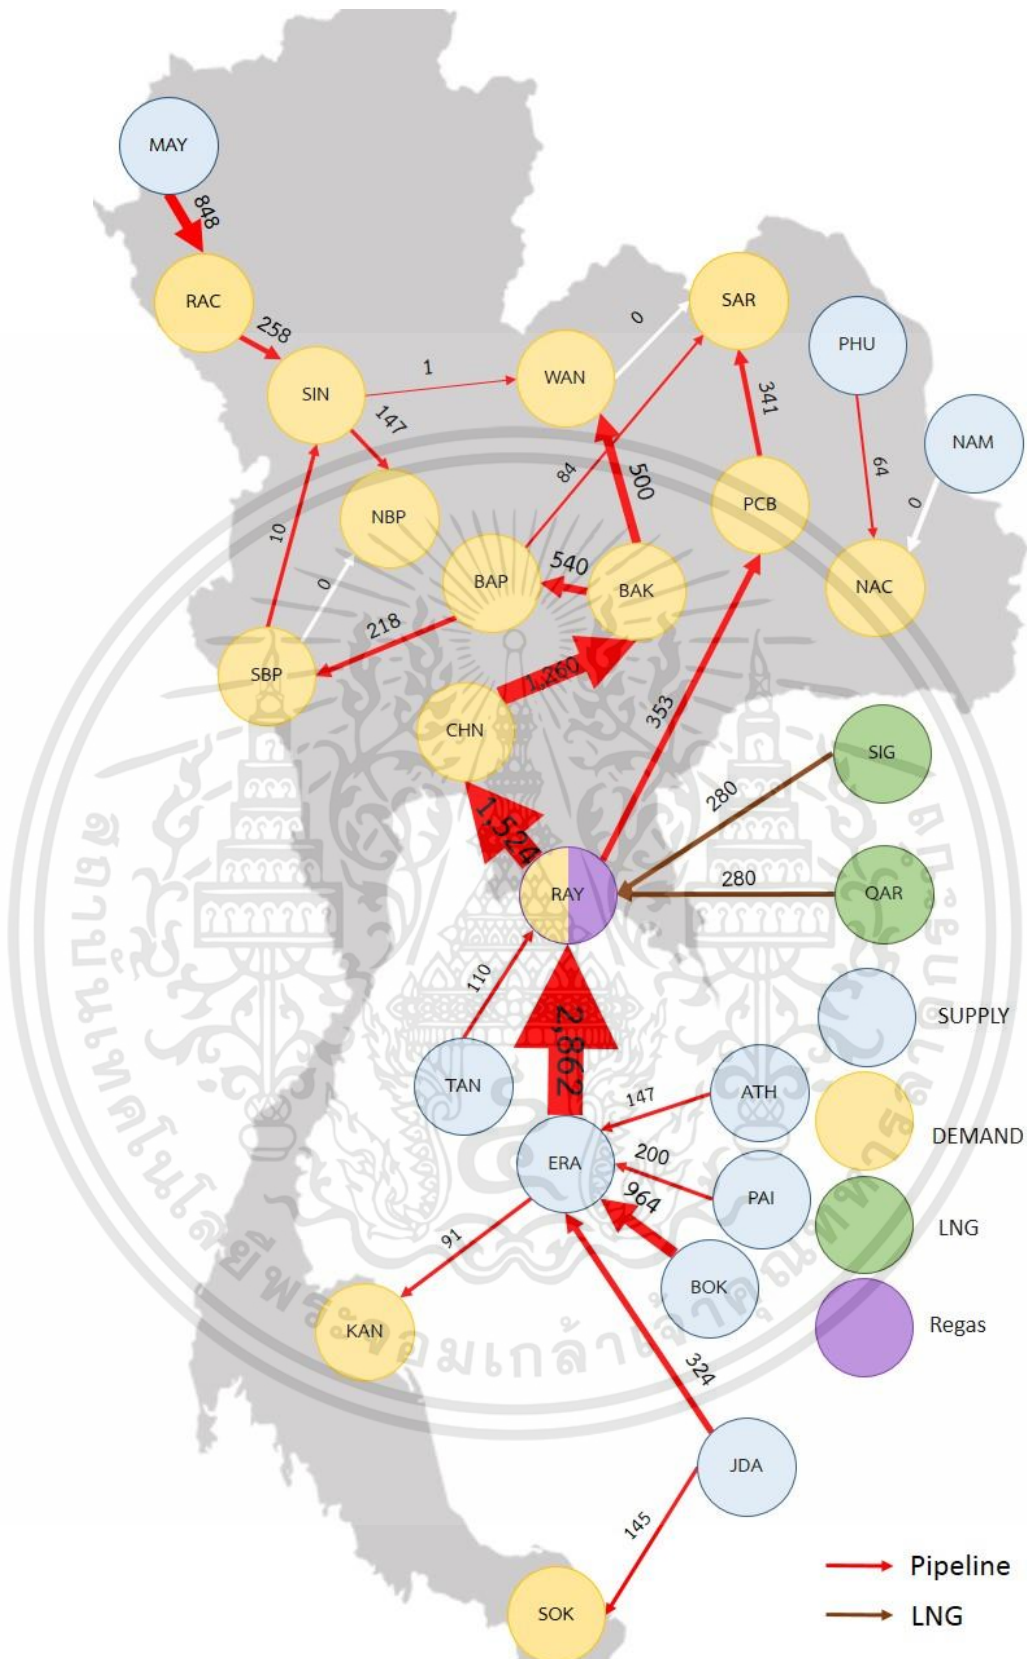 MAY
848
RAC
258
SIN
1
WAN
0
SAR
PHU
147
NBP
84
500
341
PCB
64
NAM
0
NAC
10
0
BAP
540
BAK
218
SBP
1,260
CHN
353
SIG
280
1,524
RAY
280
QAR
110
2,862
SUPPLY
TAN
147
ATH
DEMAND
ERA
200
PAI
964
LNG
91
BOK
KAN
Regas
324
JDA
145
SOK
Pipeline
LNG